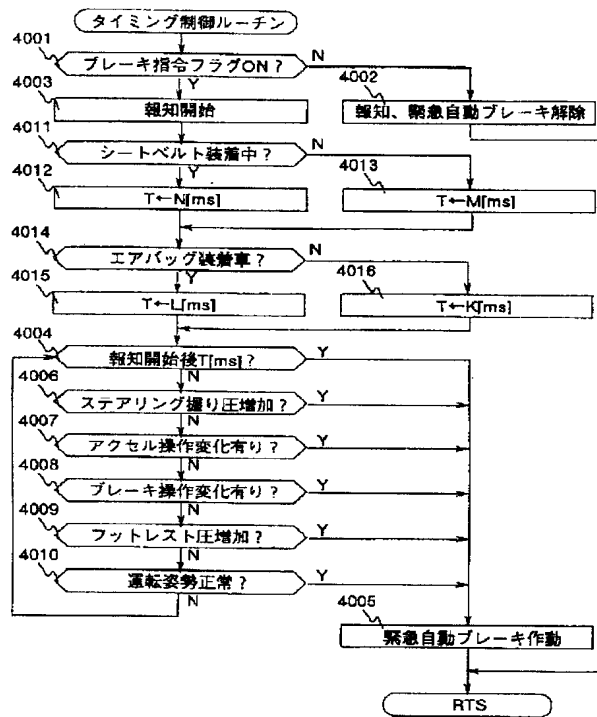 タイミング制御ルーチン
4001
ブレーキ指令フラグON?
N
Y
4002
4003
報知開始
報知、緊急自動ブレーキ解除
4011
シートベルト装着中?
N
Y
4012
4013
T←N[ms]
T←M[ms]
4014
エアバッグ装着車?
N
Y
4015
4016
T←L[ms]
T←K[ms]
4004
報知開始後T[ms]?
Y
N
4006
ステアリング握り圧増加?
Y
N
4007
アクセル操作変化有り?
Y
N
4008
ブレーキ操作変化有り?
Y
N
4009
フットレスト圧増加?
Y
N
4010
運転姿勢正常?
Y
N
4005
緊急自動ブレーキ作動
RTS